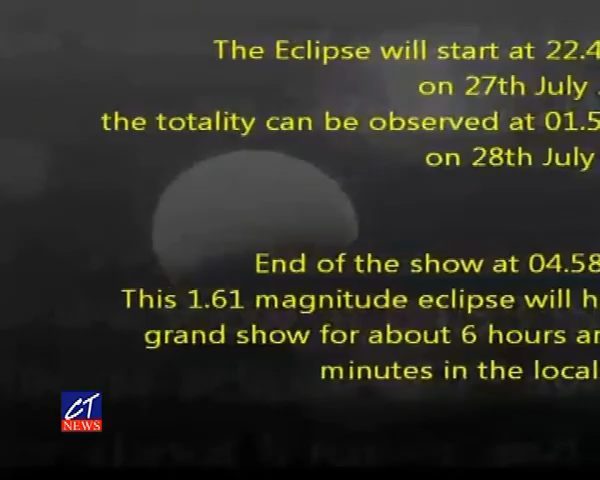 The Eclipse will start at 22.4
on 27th July
the totality can be observed at 01.5
on 28th July
End of the show at 04.58
This 1.61 magnitude eclipse will h
grand show for about 6 hours
minutes in the local
CT
NEWS